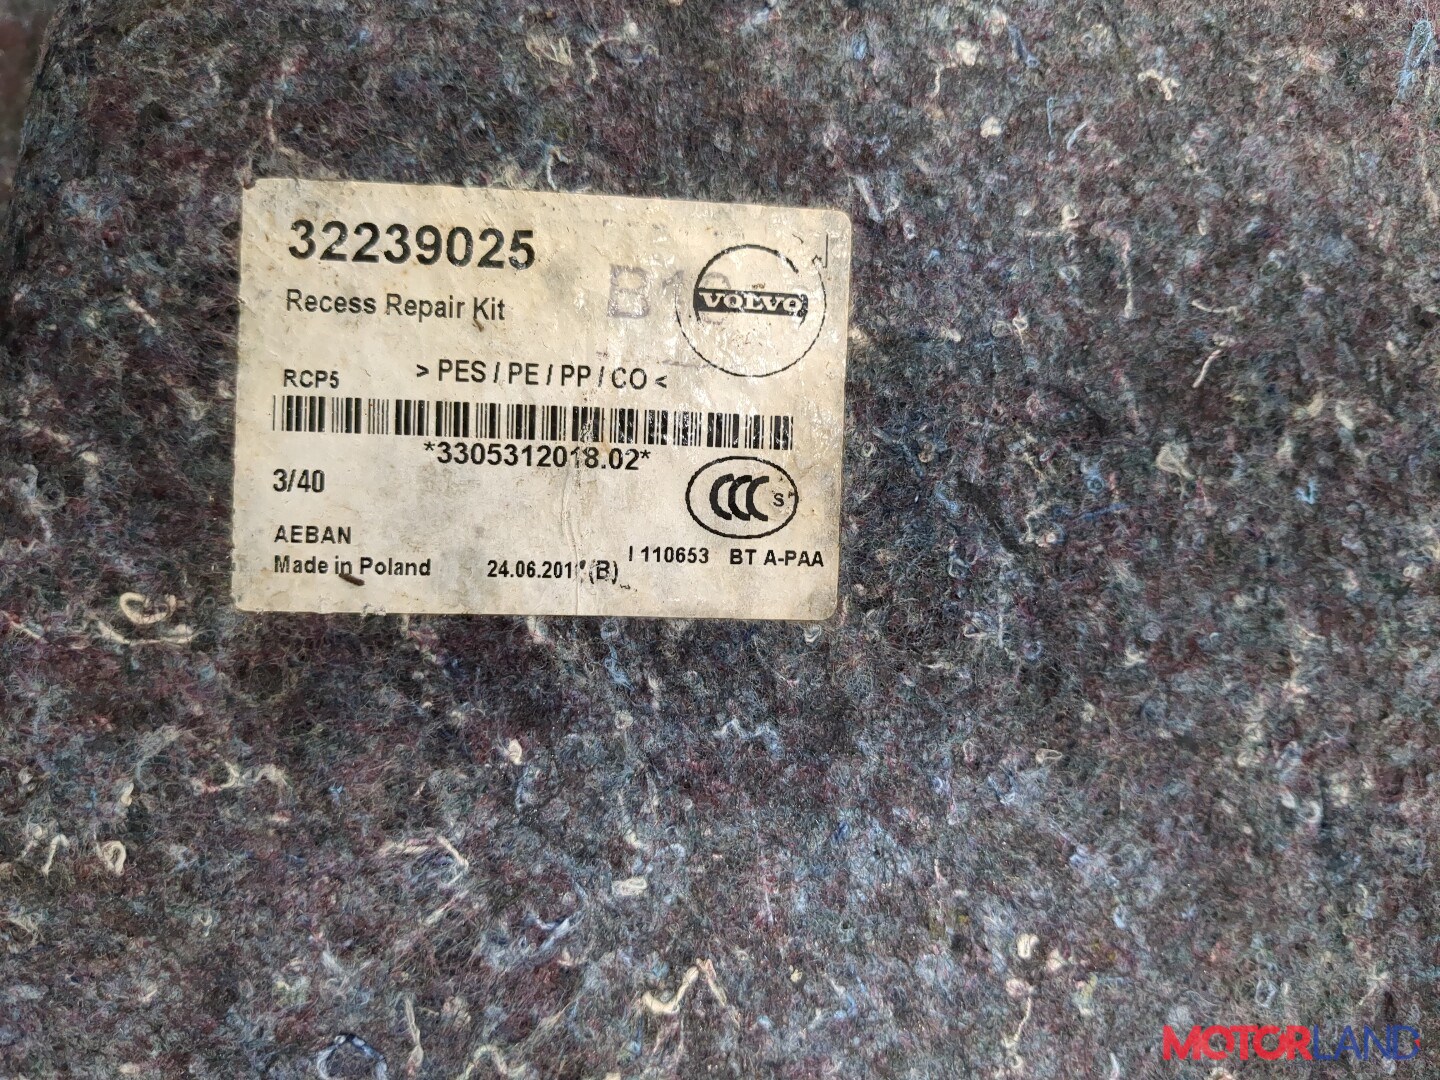 32239025
Recess Repair Kit
VOLVO
RCP5 > PES / PE / PP / CO <
*3305312018.02*
3/40
CCC S
AEBAN
I 110653 BT A-PAA
Made in Poland
(B)
MOTORLAND